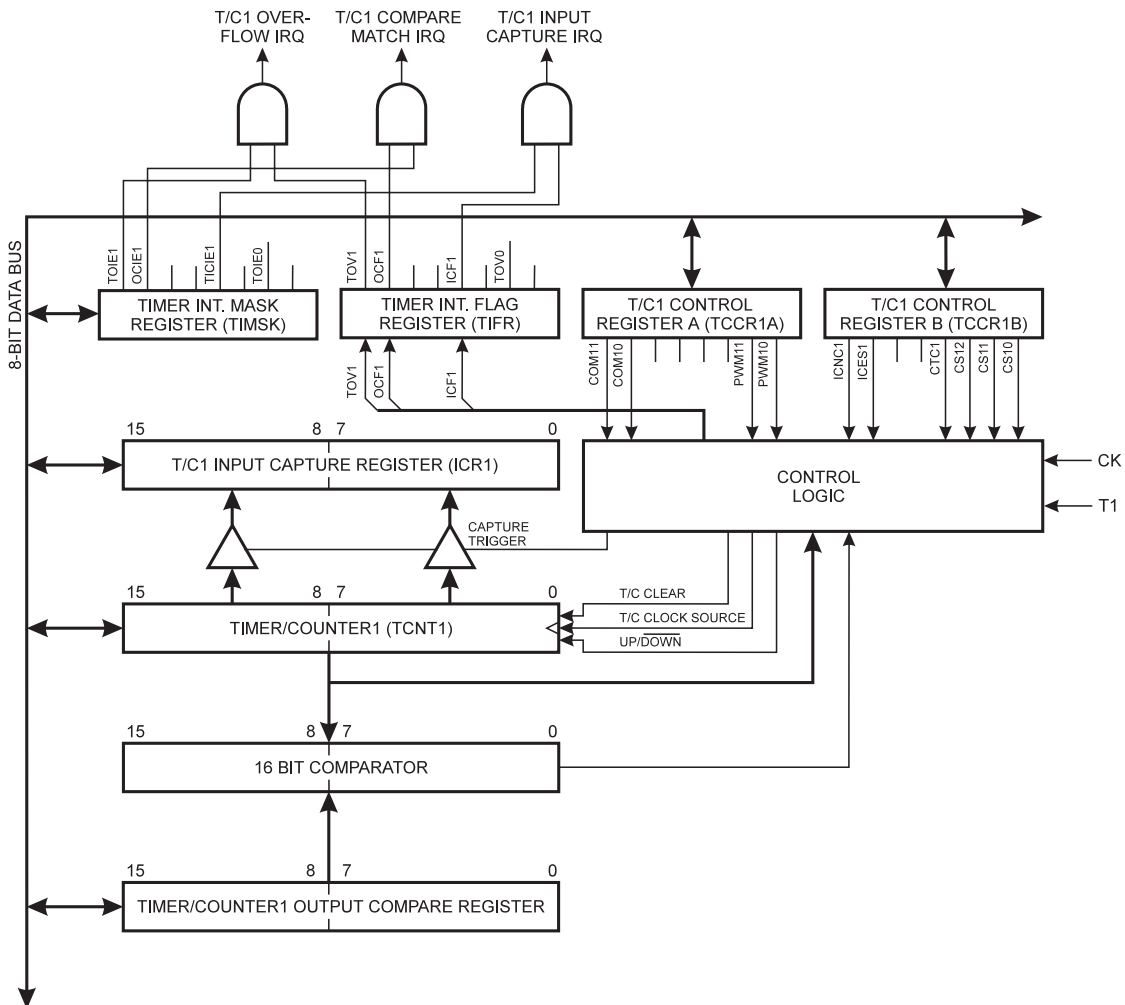 T/C1 OVER-
FLOW IRQ
T/C1 COMPARE
MATCH IRQ
T/C1 INPUT
CAPTURE IRQ
8-BIT DATA BUS
TOIE1
OCIE1
TICIE1
TOIE0
TOV1
OCF1
ICF1
TOV0
TIMER INT. MASK
REGISTER (TIMSK)
TIMER INT. FLAG
REGISTER (TIFR)
T/C1 CONTROL
REGISTER A (TCCR1A)
T/C1 CONTROL
REGISTER B (TCCR1B)
TOV1
OCF1
ICF1
COM11
COM10
PWM11
PWM10
ICNC1
ICES1
CTC1
CS12
CS11
CS10
15 8 7 0
T/C1 INPUT CAPTURE REGISTER (ICR1)
CONTROL
LOGIC
CK
T1
CAPTURE
TRIGGER
15 8 7 0
TIMER/COUNTER1 (TCNT1)
T/C CLEAR
T/C CLOCK SOURCE
UP/DOWN
15 8 7 0
16 BIT COMPARATOR
15 8 7 0
TIMER/COUNTER1 OUTPUT COMPARE REGISTER